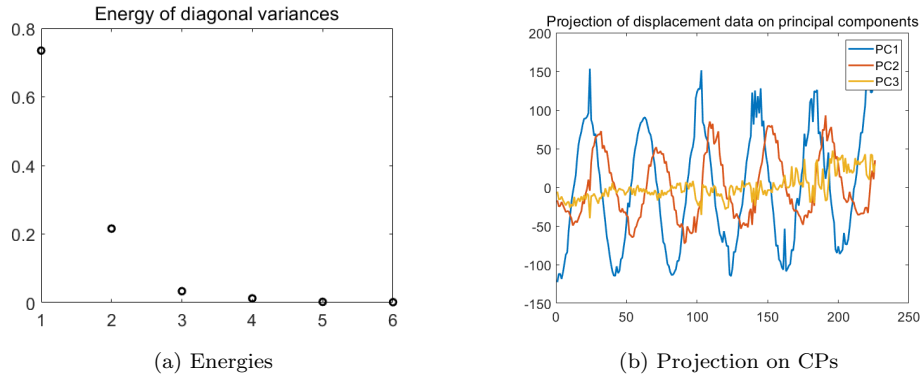 Energy of diagonal variances
0.8
0.6
0.4
0.2
0
1 2 3 4 5 6
(a) Energies
Projection of displacement data on principal components
200
150
100
50
0
-50
-100
-150
0 50 100 150 200 250
PC1
PC2
PC3
(b) Projection on CPs